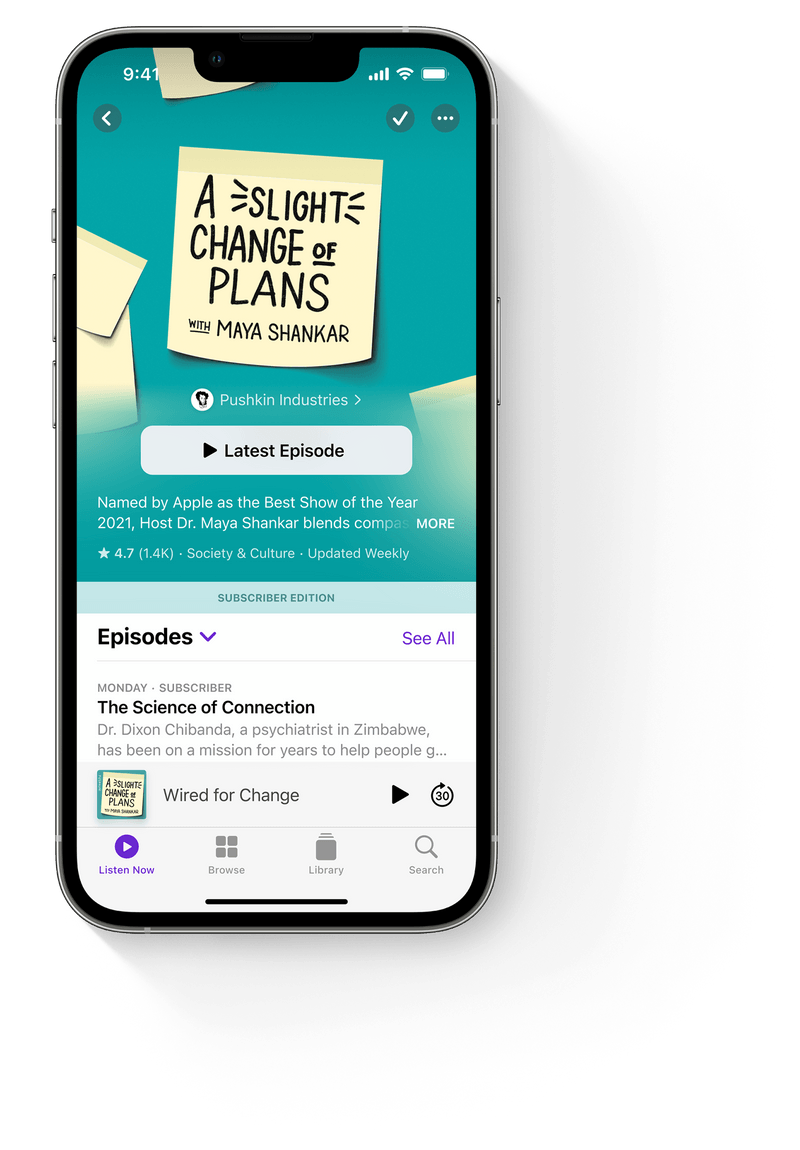 9:41
A SLIGHT
CHANGE OF
PLANS
WITH MAYA SHANKAR
Pushkin Industries
Latest Episode
Named by Apple as the Best Show of the Year
2021, Host Dr. Maya Shankar blends compas MORE
4.7 (1.4K) · Society & Culture · Updated Weekly
SUBSCRIBER EDITION
Episodes
See All
MONDAY · SUBSCRIBER
The Science of Connection
Dr. Dixon Chibanda, a psychiatrist in Zimbabwe,
has been on a mission for years to help people g...
A SLIGHT
CHANGE OF
PLANS
WITH MAYA SHANKAR
Wired for Change
30
Listen Now
Browse
Library
Search